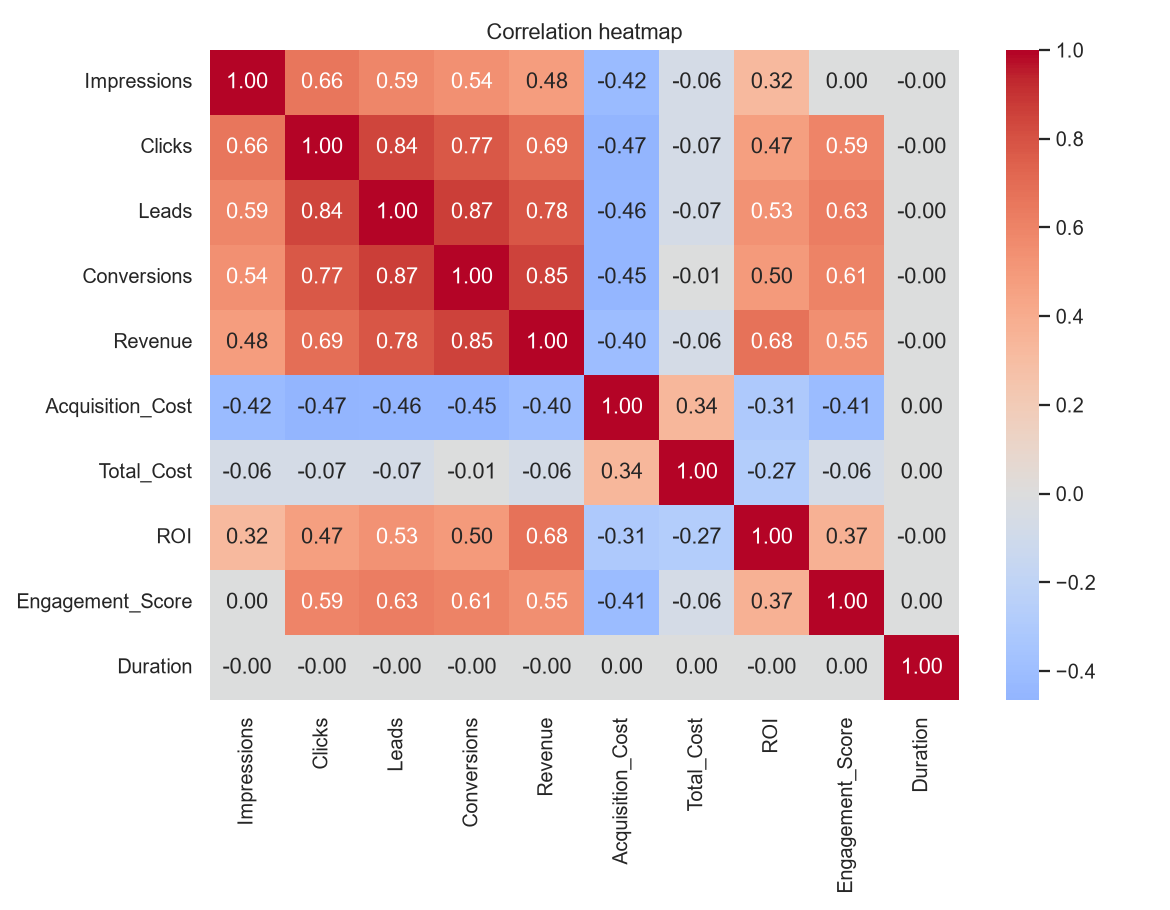 Correlation heatmap
Impressions 1.00 0.66 0.59 0.54 0.48 -0.42 -0.06 0.32 0.00 -0.00
Clicks 0.66 1.00 0.84 0.77 0.69 -0.47 -0.07 0.47 0.59 -0.00
Leads 0.59 0.84 1.00 0.87 0.78 -0.46 -0.07 0.53 0.63 -0.00
Conversions 0.54 0.77 0.87 1.00 0.85 -0.45 -0.01 0.50 0.61 -0.00
Revenue 0.48 0.69 0.78 0.85 1.00 -0.40 -0.06 0.68 0.55 -0.00
Acquisition_Cost -0.42 -0.47 -0.46 -0.45 -0.40 1.00 0.34 -0.31 -0.41 0.00
Total_Cost -0.06 -0.07 -0.07 -0.01 -0.06 0.34 1.00 -0.27 -0.06 0.00
ROI 0.32 0.47 0.53 0.50 0.68 -0.31 -0.27 1.00 0.37 -0.00
Engagement_Score 0.00 0.59 0.63 0.61 0.55 -0.41 -0.06 0.37 1.00 0.00
Duration -0.00 -0.00 -0.00 -0.00 -0.00 0.00 0.00 -0.00 0.00 1.00
Impressions
Clicks
Leads
Conversions
Revenue
Acquisition_Cost
Total_Cost
ROI
Engagement_Score
Duration
1.0
0.8
0.6
0.4
0.2
0.0
−0.2
−0.4